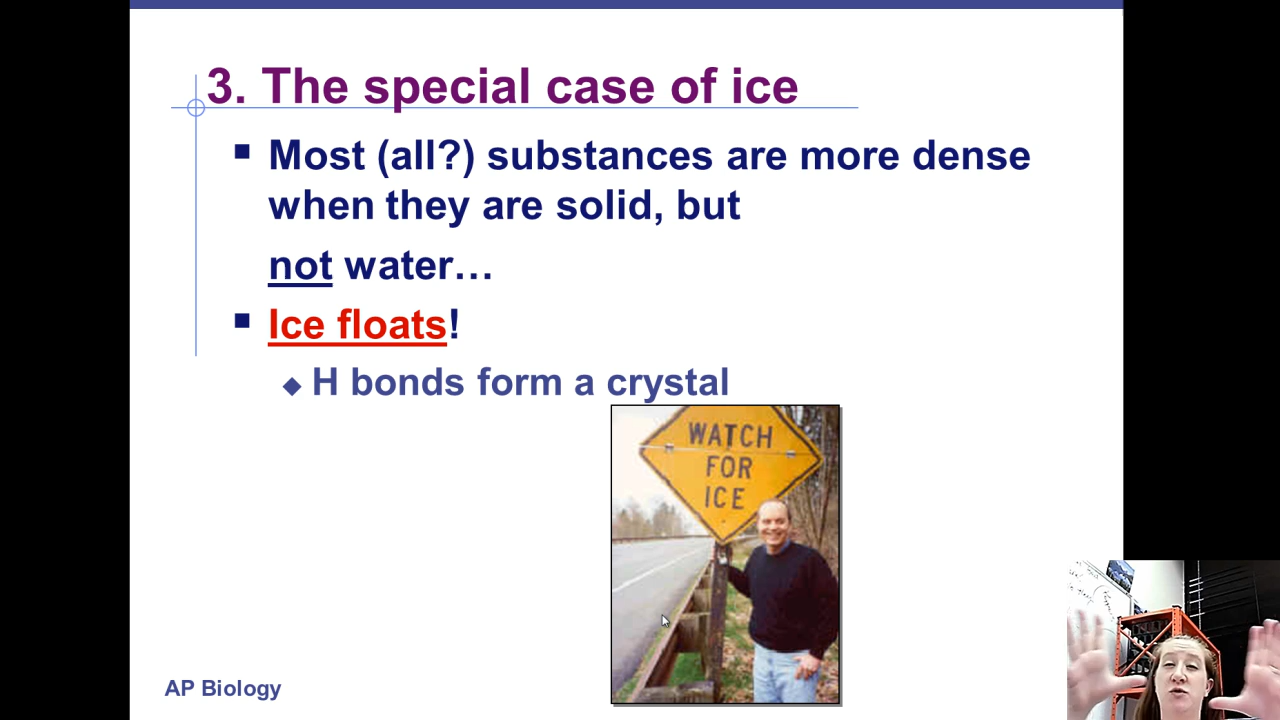 3. The special case of ice
Most (all?) substances are more dense
when they are solid, but
not water…
Ice floats!
H bonds form a crystal
WATCH
FOR
ICE
AP Biology